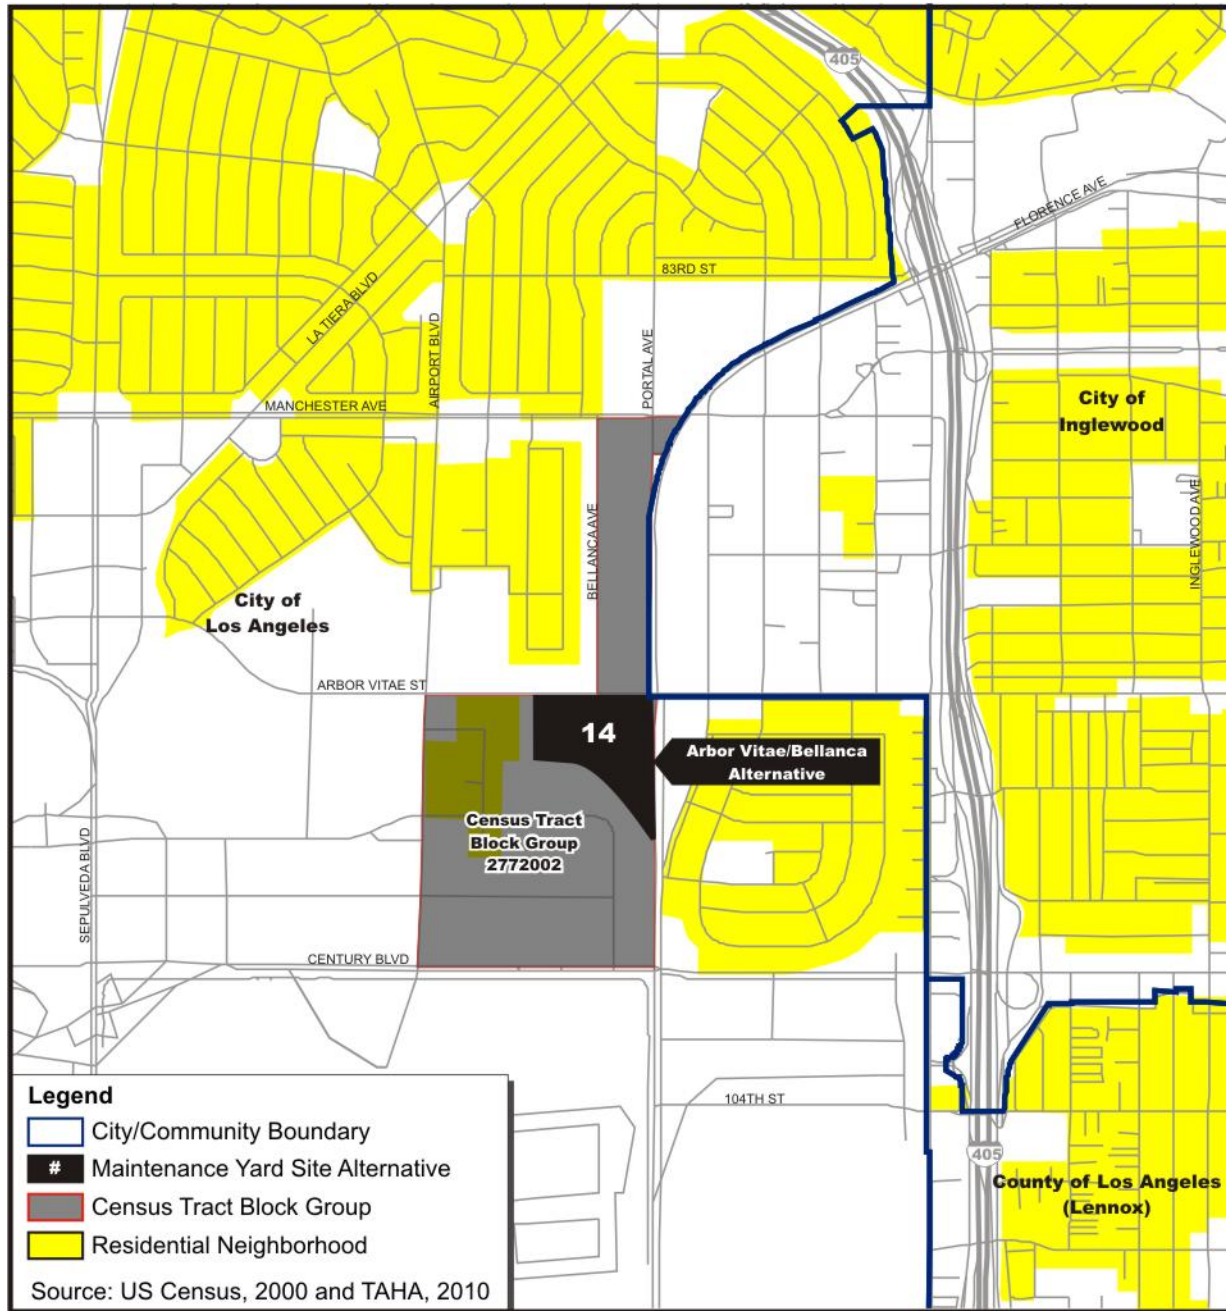 405
FLORENCE AVE
83RD ST
LA TIERA BLVD
AIRPORT BLVD
PORTAL AVE
MANCHESTER AVE
City of
Inglewood
BELLANCA AVE
INGLEWOOD AVE
City of
Los Angeles
ARBOR VITAE ST
14
Arbor Vitae/Bellanca
Alternative
Census Tract
Block Group
2772002
SEPULVEDA BLVD
CENTURY BLVD
104TH ST
405
County of Los Angeles
(Lennox)
Legend
City/Community Boundary
# Maintenance Yard Site Alternative
Census Tract Block Group
Residential Neighborhood
Source: US Census, 2000 and TAHA, 2010